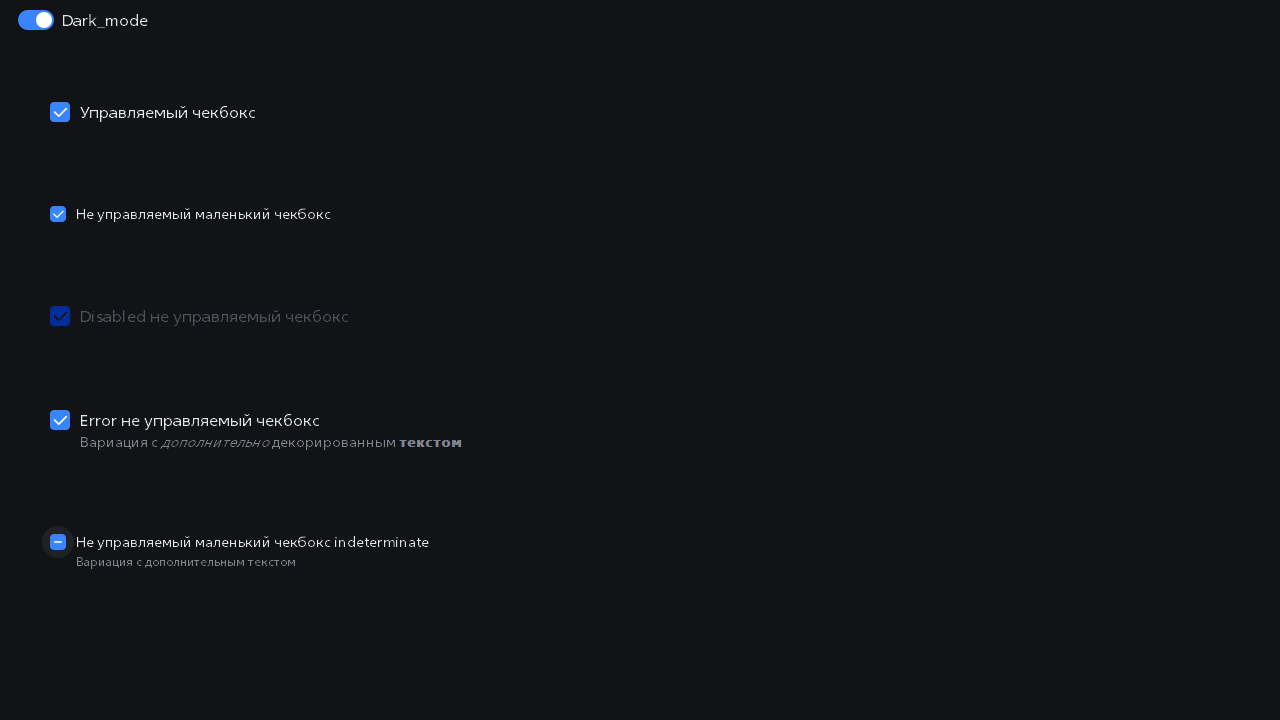 Dark_mode
Управляемый чекбокс
Не управляемый маленький чекбокс
Disabled не управляемый чекбокс
Error не управляемый чекбокс
Вариация с дополнительно декорированным текстом
Не управляемый маленький чекбокс indeterminate
Вариация с дополнительным текстом